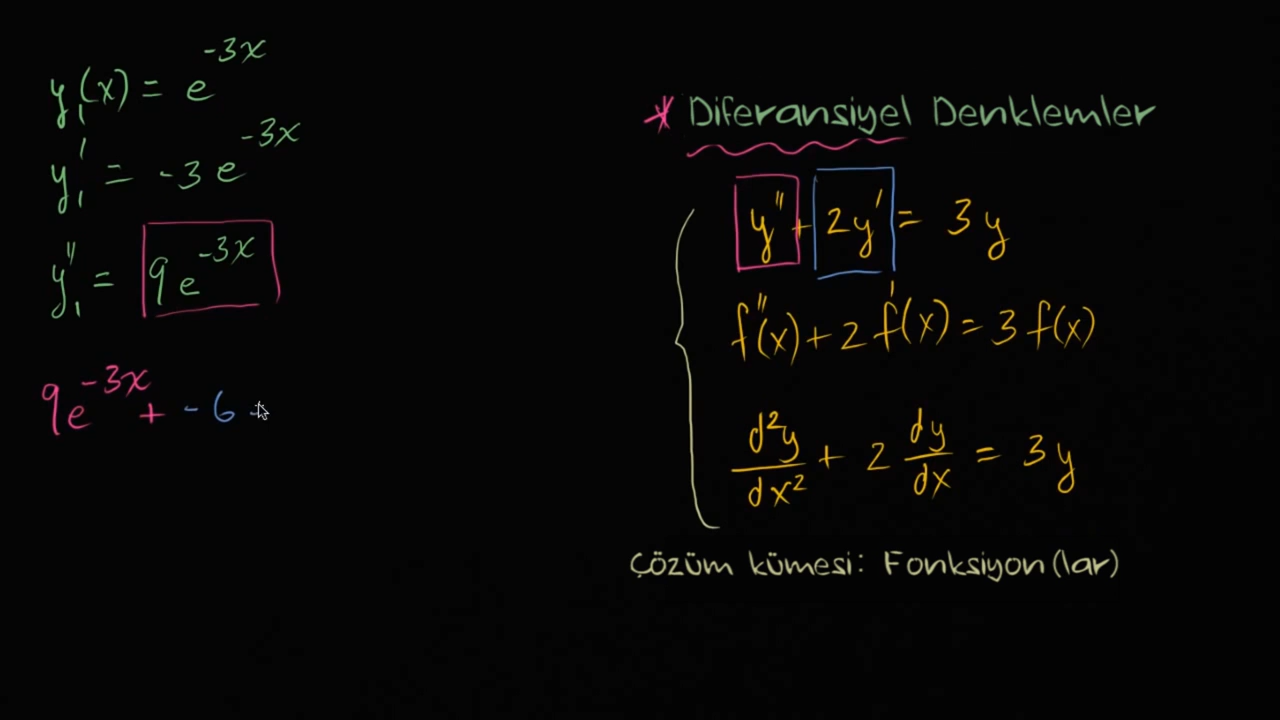 y₁(x) = e^{-3x}
y₁' = -3e^{-3x}
y₁'' = 9e^{-3x}
9e^{-3x} + -6
* Diferansiyel Denklemler
y'' + 2y' = 3y
f''(x) + 2f'(x) = 3f(x)
d²y/dx² + 2 dy/dx = 3y
Çözüm kümesi: Fonksiyon(lar)